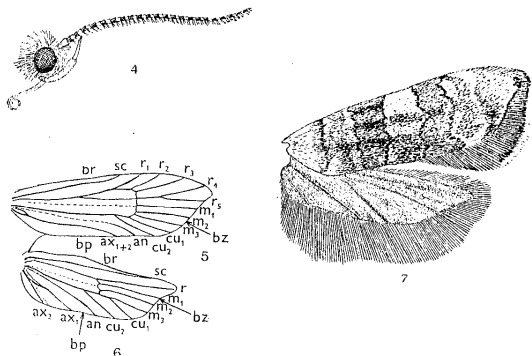 4
br sc r₁ r₂ r₃ r₄
r₅
m₁
m₂
m₃
bz
bp ax₁₊₂ an cu₂ cu₁
5
br
sc
r
m₁
m₂
bz
ax₂ ax₁ an cu₂ cu₁
bp
6
7